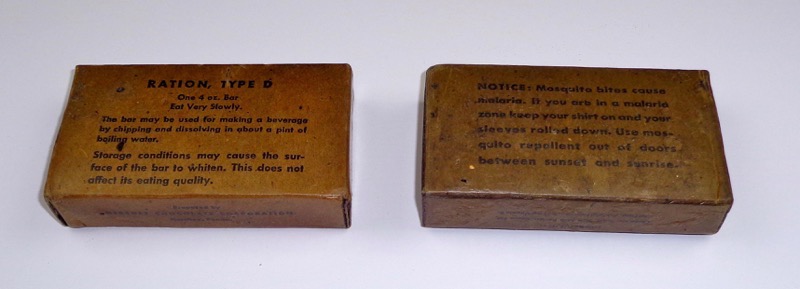 RATION, TYPE D
One 4 oz. Bar
Eat Very Slowly.
The bar may be used for making a beverage
by chipping and dissolving in about a pint of
boiling water.
Storage conditions may cause the sur-
face of the bar to whiten. This does not
affect its eating quality.
CHOCOLATE CORPORATION
NOTICE: Mosquito bites cause
malaria. If you are in a malaria
zone keep your shirt on and your
sleeves rolled down. Use mos-
quito repellent out of doors
between sunset and sunrise.